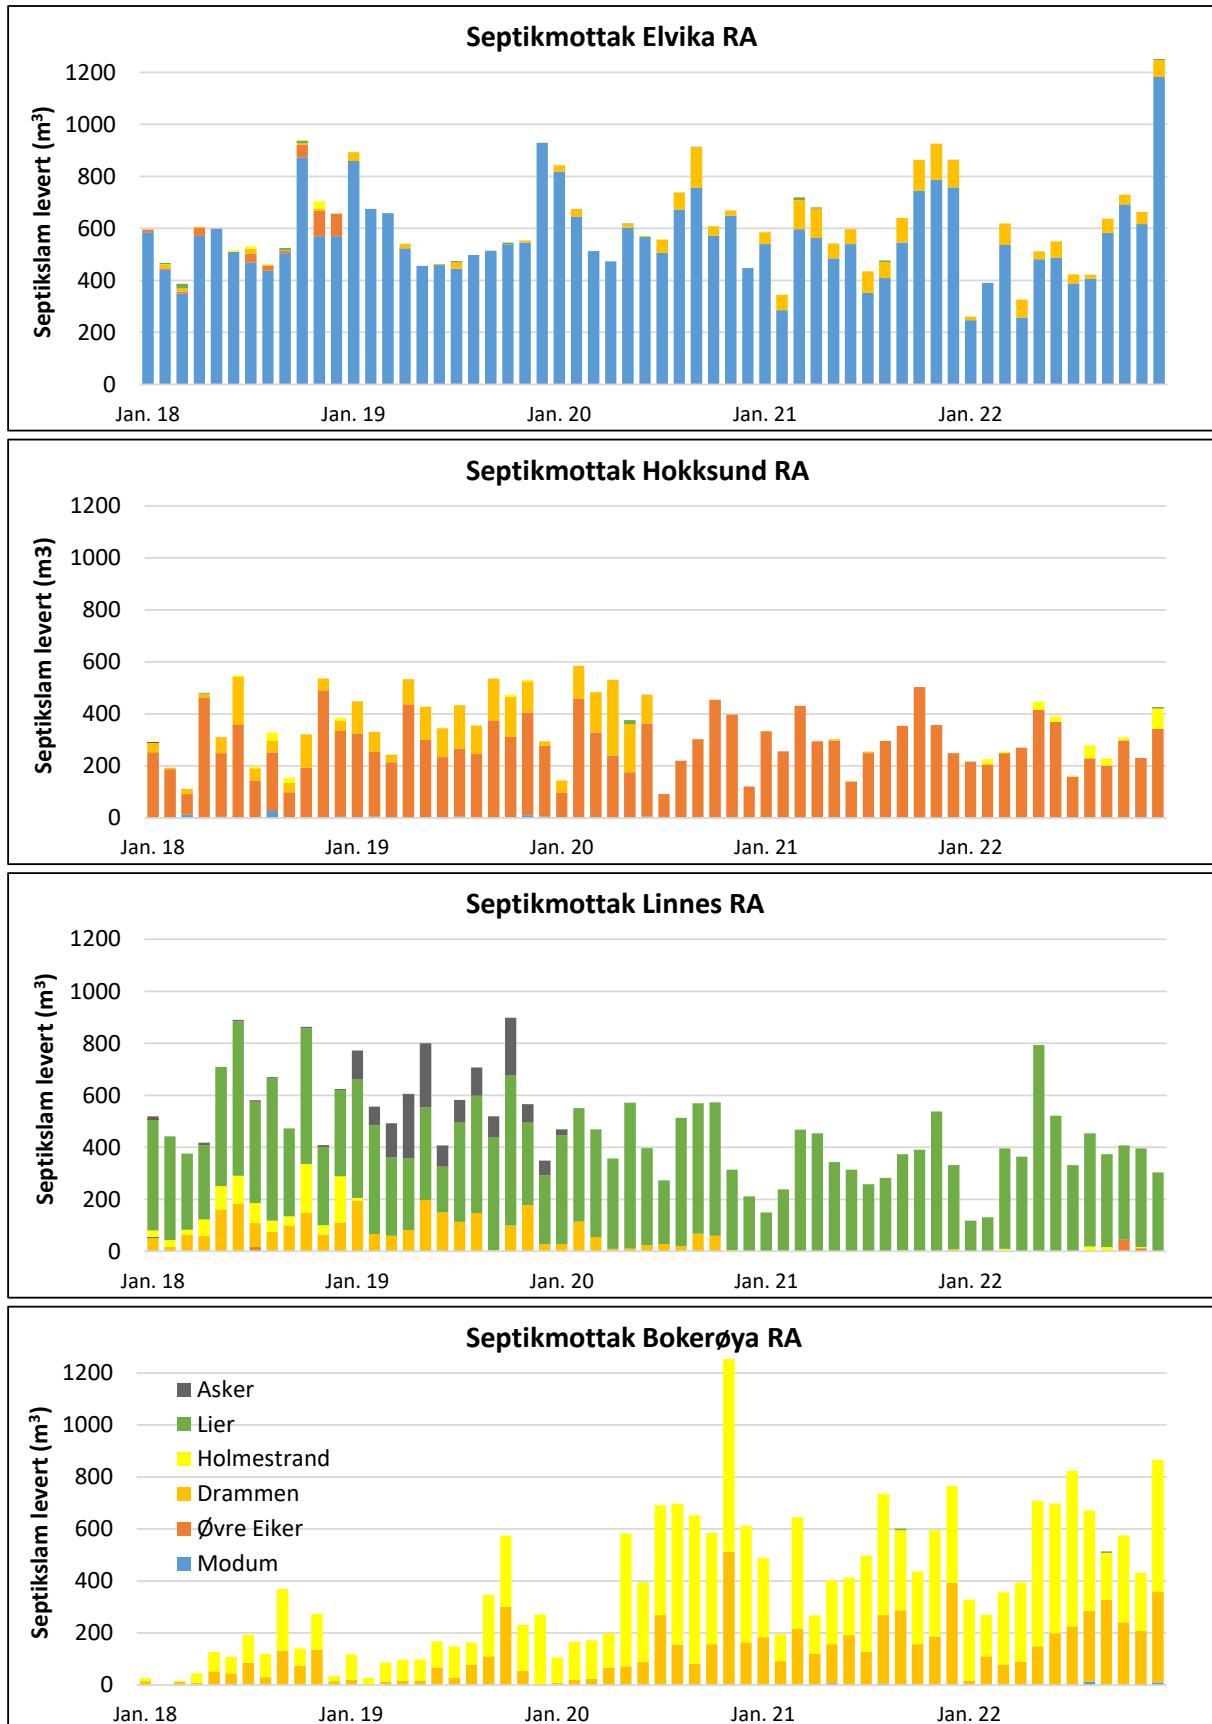 Septikmottak Elvika RA
Septikslam levert (m³)
1200
1000
800
600
400
200
0
Jan. 18 Jan. 19 Jan. 20 Jan. 21 Jan. 22
Septikmottak Hokksund RA
Septikslam levert (m3)
1200
1000
800
600
400
200
0
Jan. 18 Jan. 19 Jan. 20 Jan. 21 Jan. 22
Septikmottak Linnes RA
Septikslam levert (m³)
1200
1000
800
600
400
200
0
Jan. 18 Jan. 19 Jan. 20 Jan. 21 Jan. 22
Septikmottak Bokerøya RA
Septikslam levert (m³)
1200
1000
800
600
400
200
0
Asker
Lier
Holmestrand
Drammen
Øvre Eiker
Modum
Jan. 18 Jan. 19 Jan. 20 Jan. 21 Jan. 22